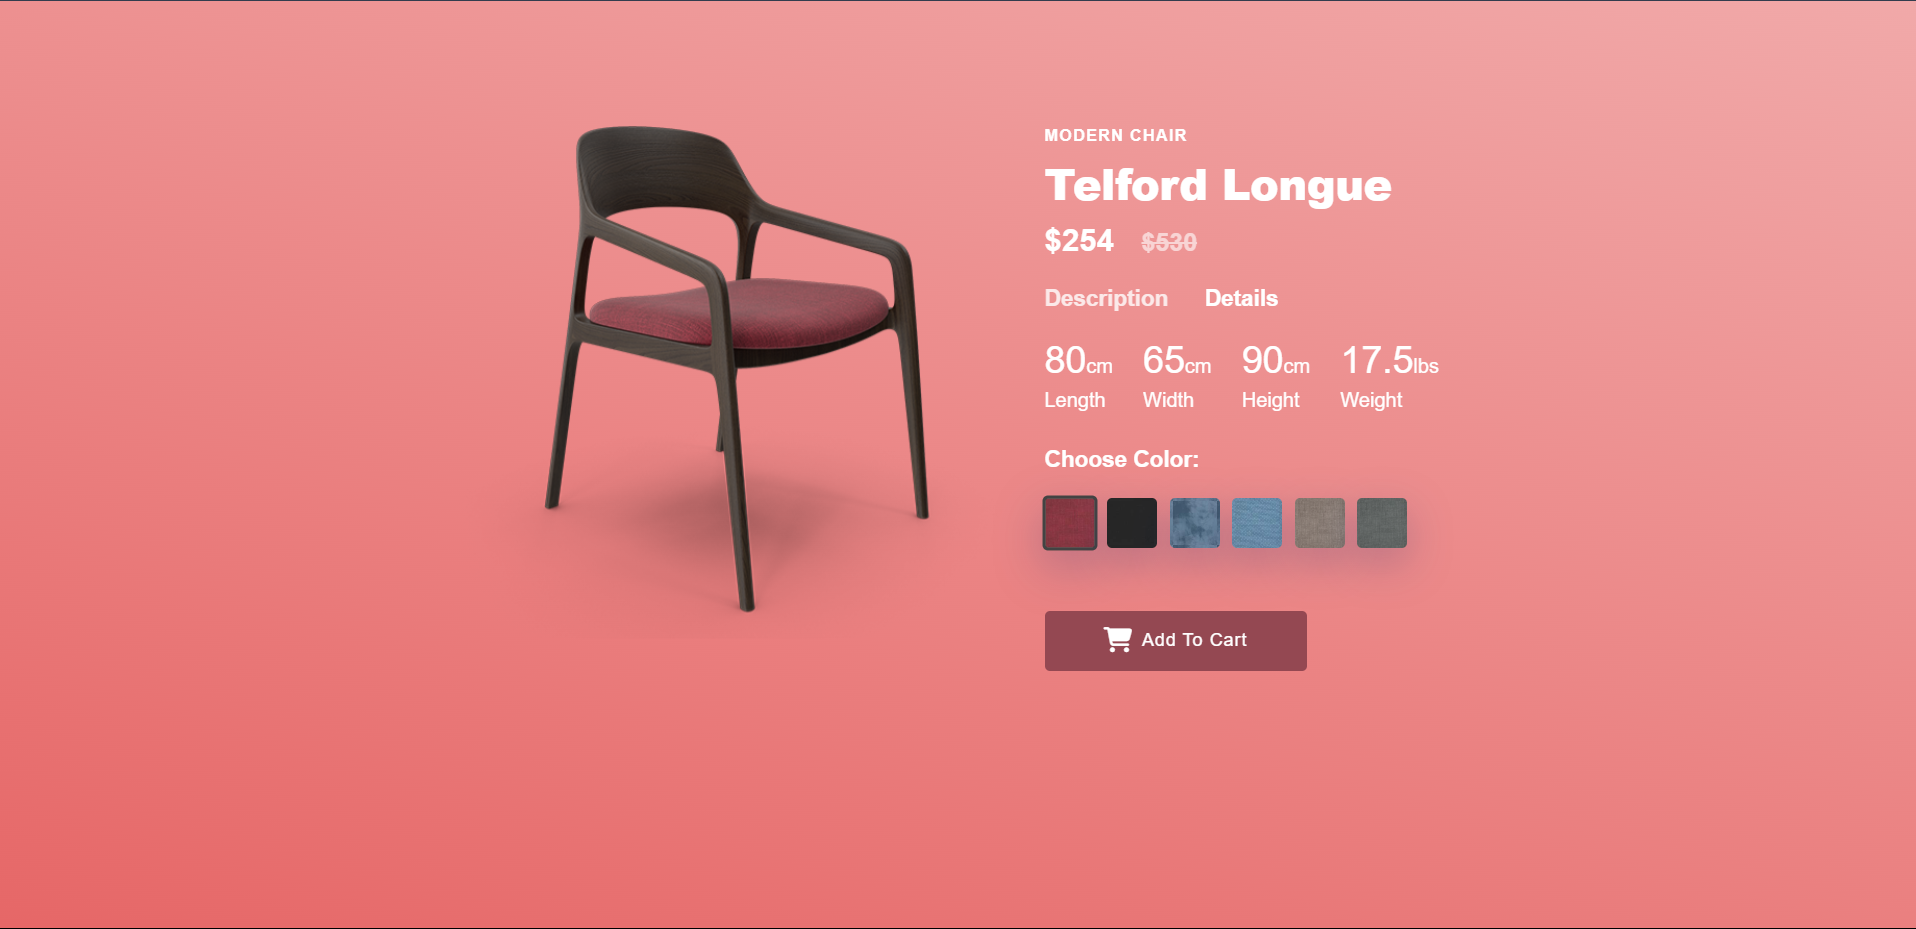 MODERN CHAIR
Telford Longue
$254 $530
Description Details
80cm 65cm 90cm 17.5lbs
Length Width Height Weight
Choose Color:
Add To Cart